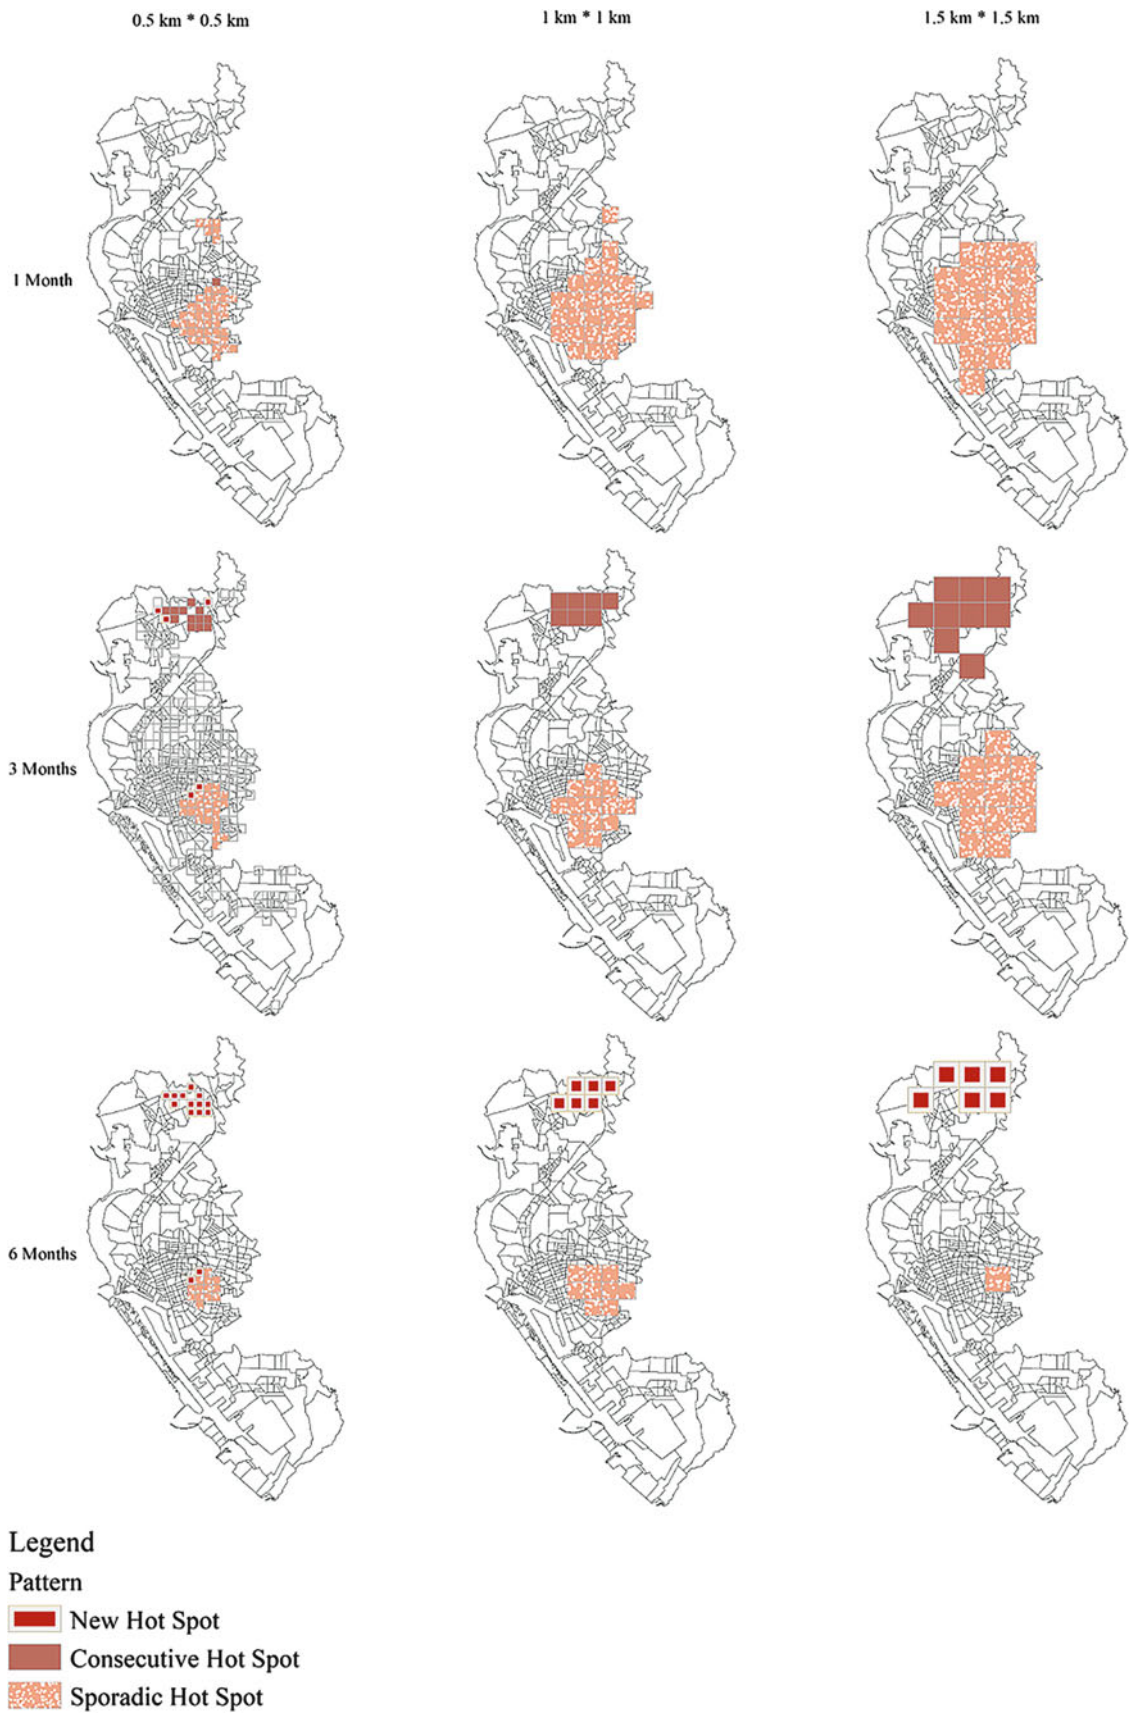 0.5 km * 0.5 km
1 km * 1 km
1.5 km * 1.5 km
1 Month
3 Months
6 Months
Legend
Pattern
New Hot Spot
Consecutive Hot Spot
Sporadic Hot Spot